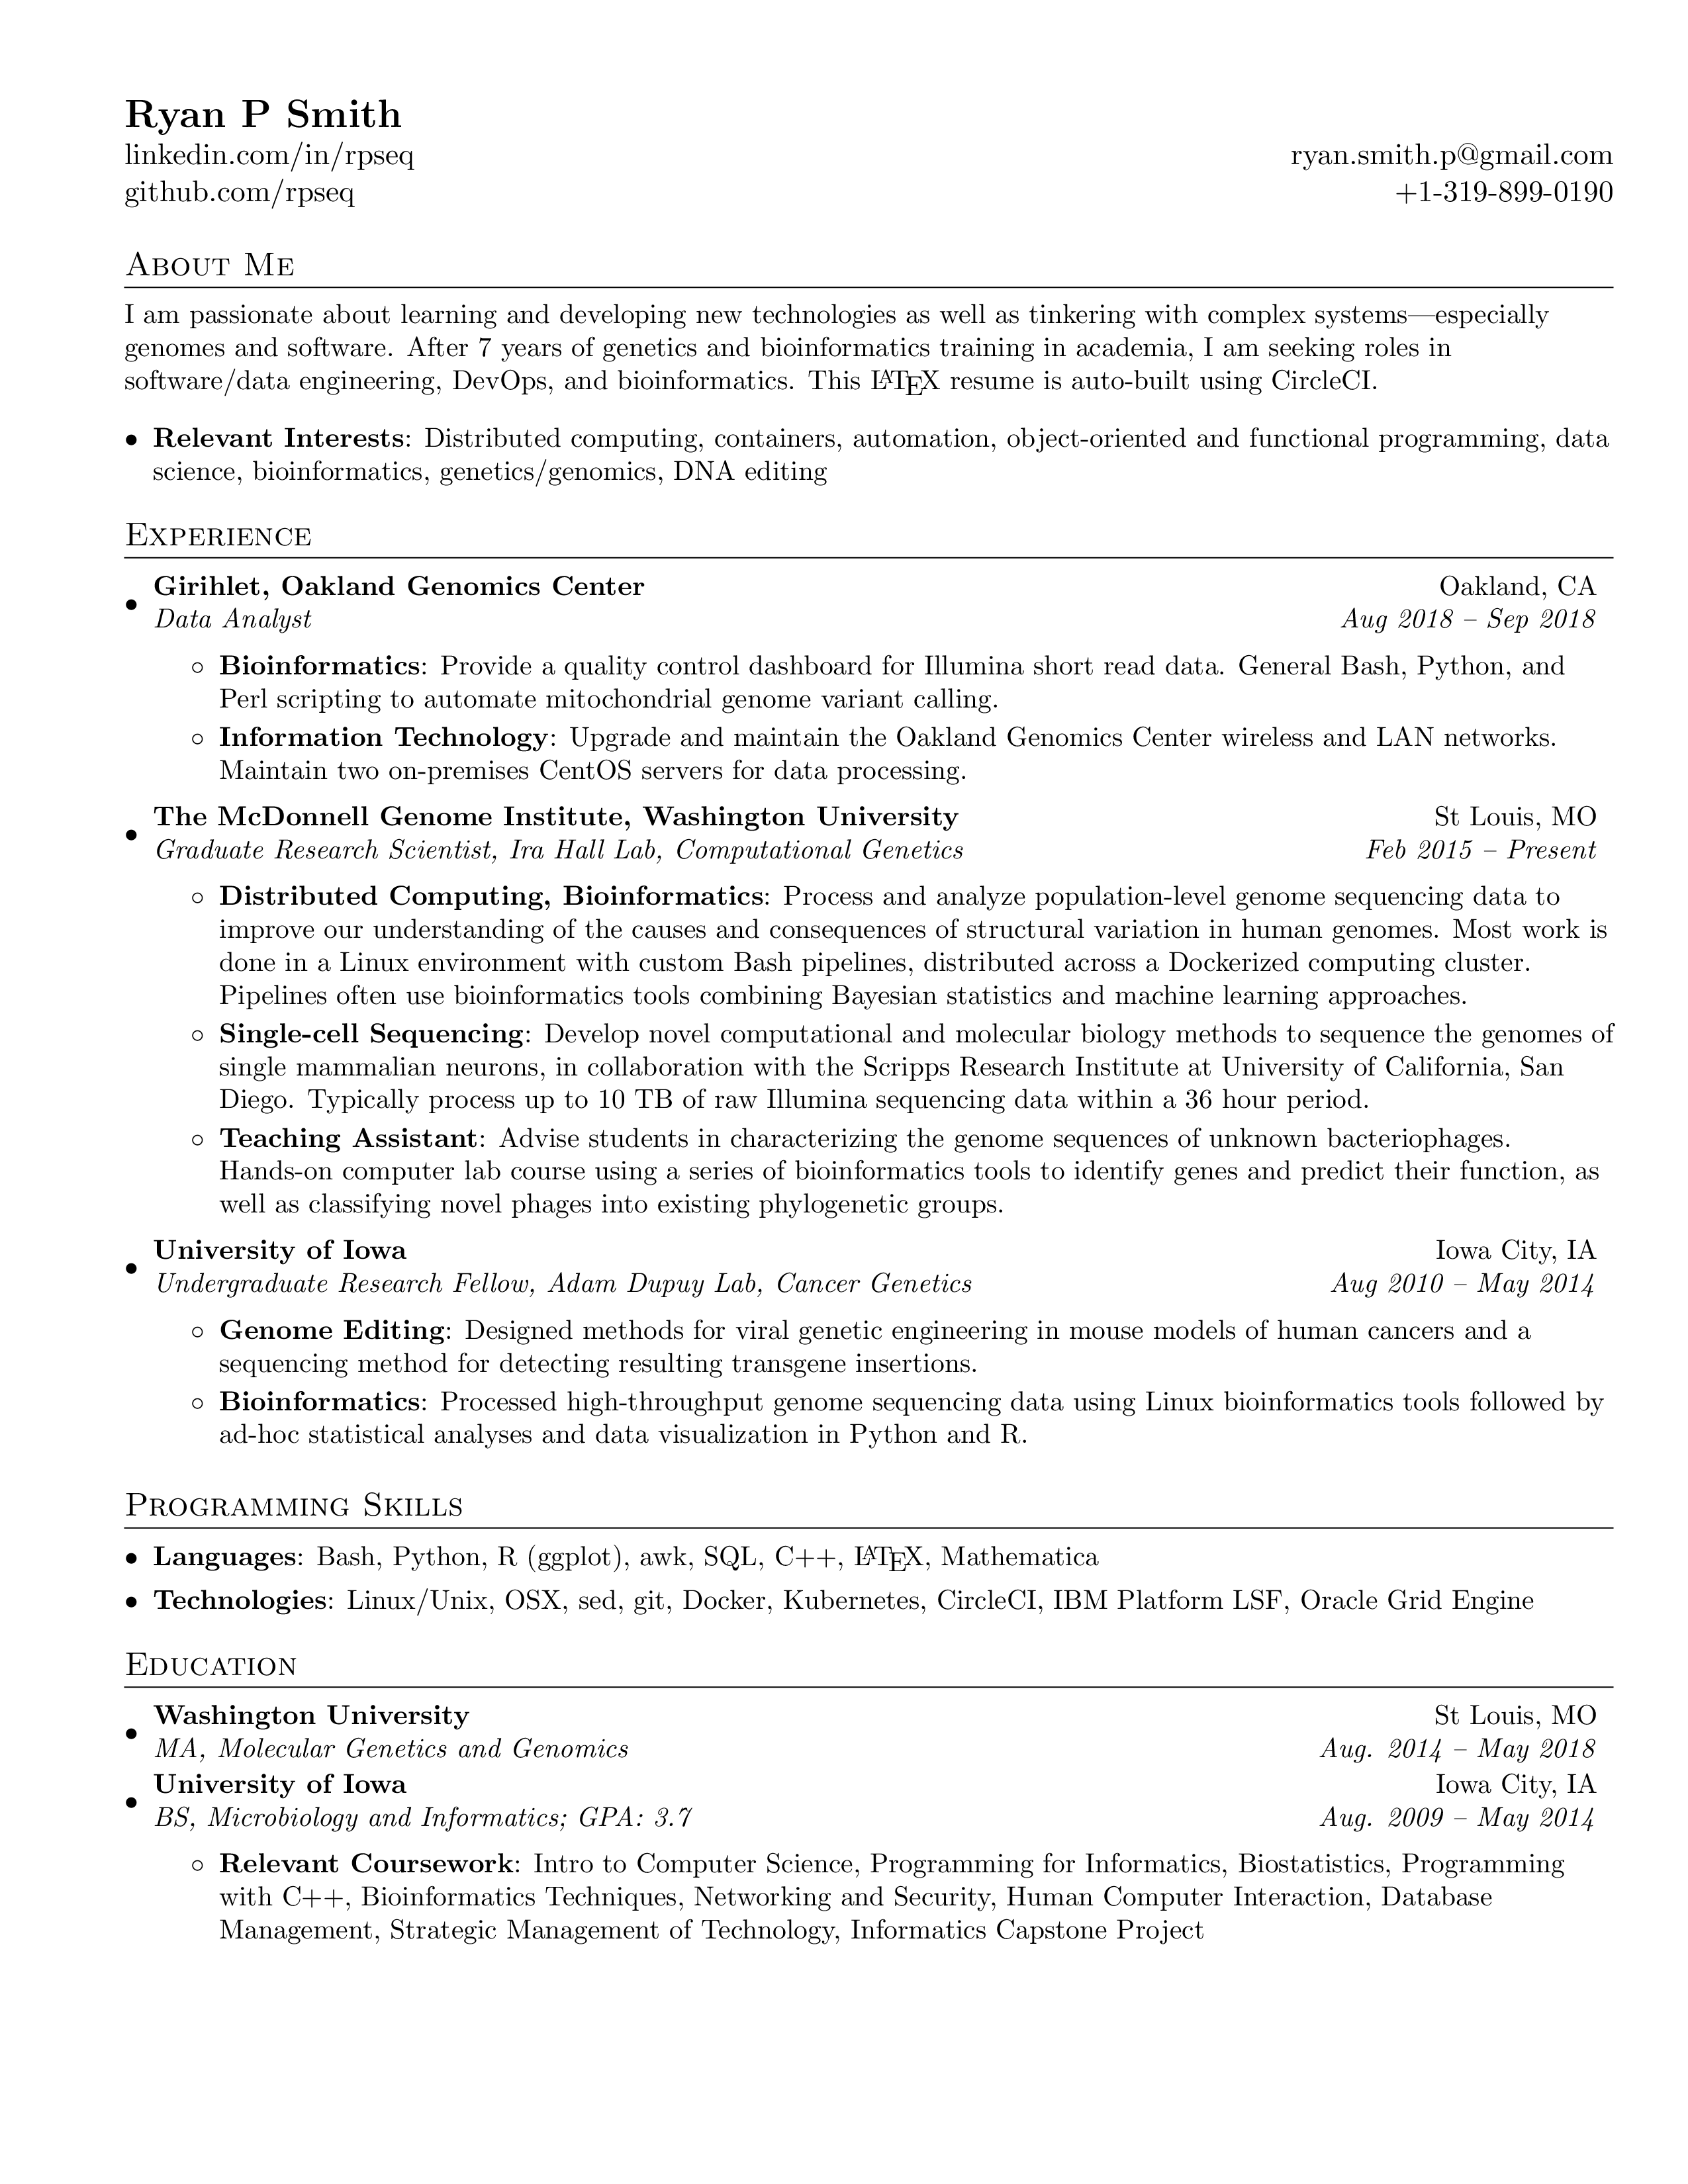 Ryan P Smith
linkedin.com/in/rpseq ryan.smith.p@gmail.com
github.com/rpseq +1-319-899-0190
About Me
I am passionate about learning and developing new technologies as well as tinkering with complex systems—especially
genomes and software. After 7 years of genetics and bioinformatics training in academia, I am seeking roles in
software/data engineering, DevOps, and bioinformatics. This LATEX resume is auto-built using CircleCI.
• Relevant Interests: Distributed computing, containers, automation, object-oriented and functional programming, data
science, bioinformatics, genetics/genomics, DNA editing
Experience
• Girihlet, Oakland Genomics Center Oakland, CA
Data Analyst Aug 2018 – Sep 2018
◦ Bioinformatics: Provide a quality control dashboard for Illumina short read data. General Bash, Python, and
Perl scripting to automate mitochondrial genome variant calling.
◦ Information Technology: Upgrade and maintain the Oakland Genomics Center wireless and LAN networks.
Maintain two on-premises CentOS servers for data processing.
• The McDonnell Genome Institute, Washington University St Louis, MO
Graduate Research Scientist, Ira Hall Lab, Computational Genetics Feb 2015 – Present
◦ Distributed Computing, Bioinformatics: Process and analyze population-level genome sequencing data to
improve our understanding of the causes and consequences of structural variation in human genomes. Most work is
done in a Linux environment with custom Bash pipelines, distributed across a Dockerized computing cluster.
Pipelines often use bioinformatics tools combining Bayesian statistics and machine learning approaches.
◦ Single-cell Sequencing: Develop novel computational and molecular biology methods to sequence the genomes of
single mammalian neurons, in collaboration with the Scripps Research Institute at University of California, San
Diego. Typically process up to 10 TB of raw Illumina sequencing data within a 36 hour period.
◦ Teaching Assistant: Advise students in characterizing the genome sequences of unknown bacteriophages.
Hands-on computer lab course using a series of bioinformatics tools to identify genes and predict their function, as
well as classifying novel phages into existing phylogenetic groups.
• University of Iowa Iowa City, IA
Undergraduate Research Fellow, Adam Dupuy Lab, Cancer Genetics Aug 2010 – May 2014
◦ Genome Editing: Designed methods for viral genetic engineering in mouse models of human cancers and a
sequencing method for detecting resulting transgene insertions.
◦ Bioinformatics: Processed high-throughput genome sequencing data using Linux bioinformatics tools followed by
ad-hoc statistical analyses and data visualization in Python and R.
Programming Skills
• Languages: Bash, Python, R (ggplot), awk, SQL, C++, LATEX, Mathematica
• Technologies: Linux/Unix, OSX, sed, git, Docker, Kubernetes, CircleCI, IBM Platform LSF, Oracle Grid Engine
Education
• Washington University St Louis, MO
MA, Molecular Genetics and Genomics Aug. 2014 – May 2018
• University of Iowa Iowa City, IA
BS, Microbiology and Informatics; GPA: 3.7 Aug. 2009 – May 2014
◦ Relevant Coursework: Intro to Computer Science, Programming for Informatics, Biostatistics, Programming
with C++, Bioinformatics Techniques, Networking and Security, Human Computer Interaction, Database
Management, Strategic Management of Technology, Informatics Capstone Project